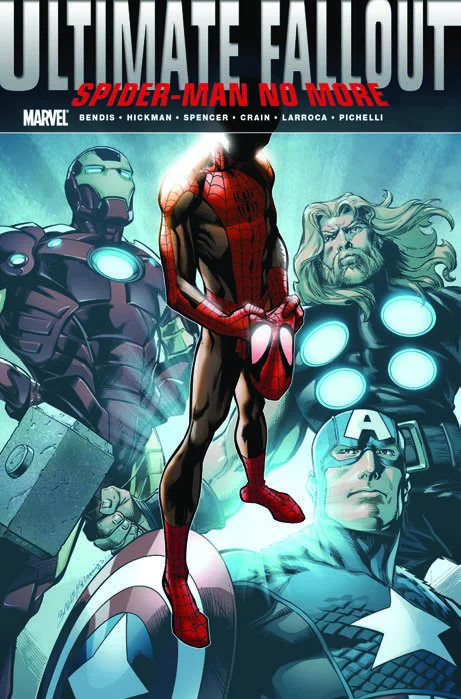 ULTIMATE FALLOUT
SPIDER-MAN NO MORE
MARVEL
BENDIS • HICKMAN • SPENCER • CRAIN • LARROCA • PICHELLI
A